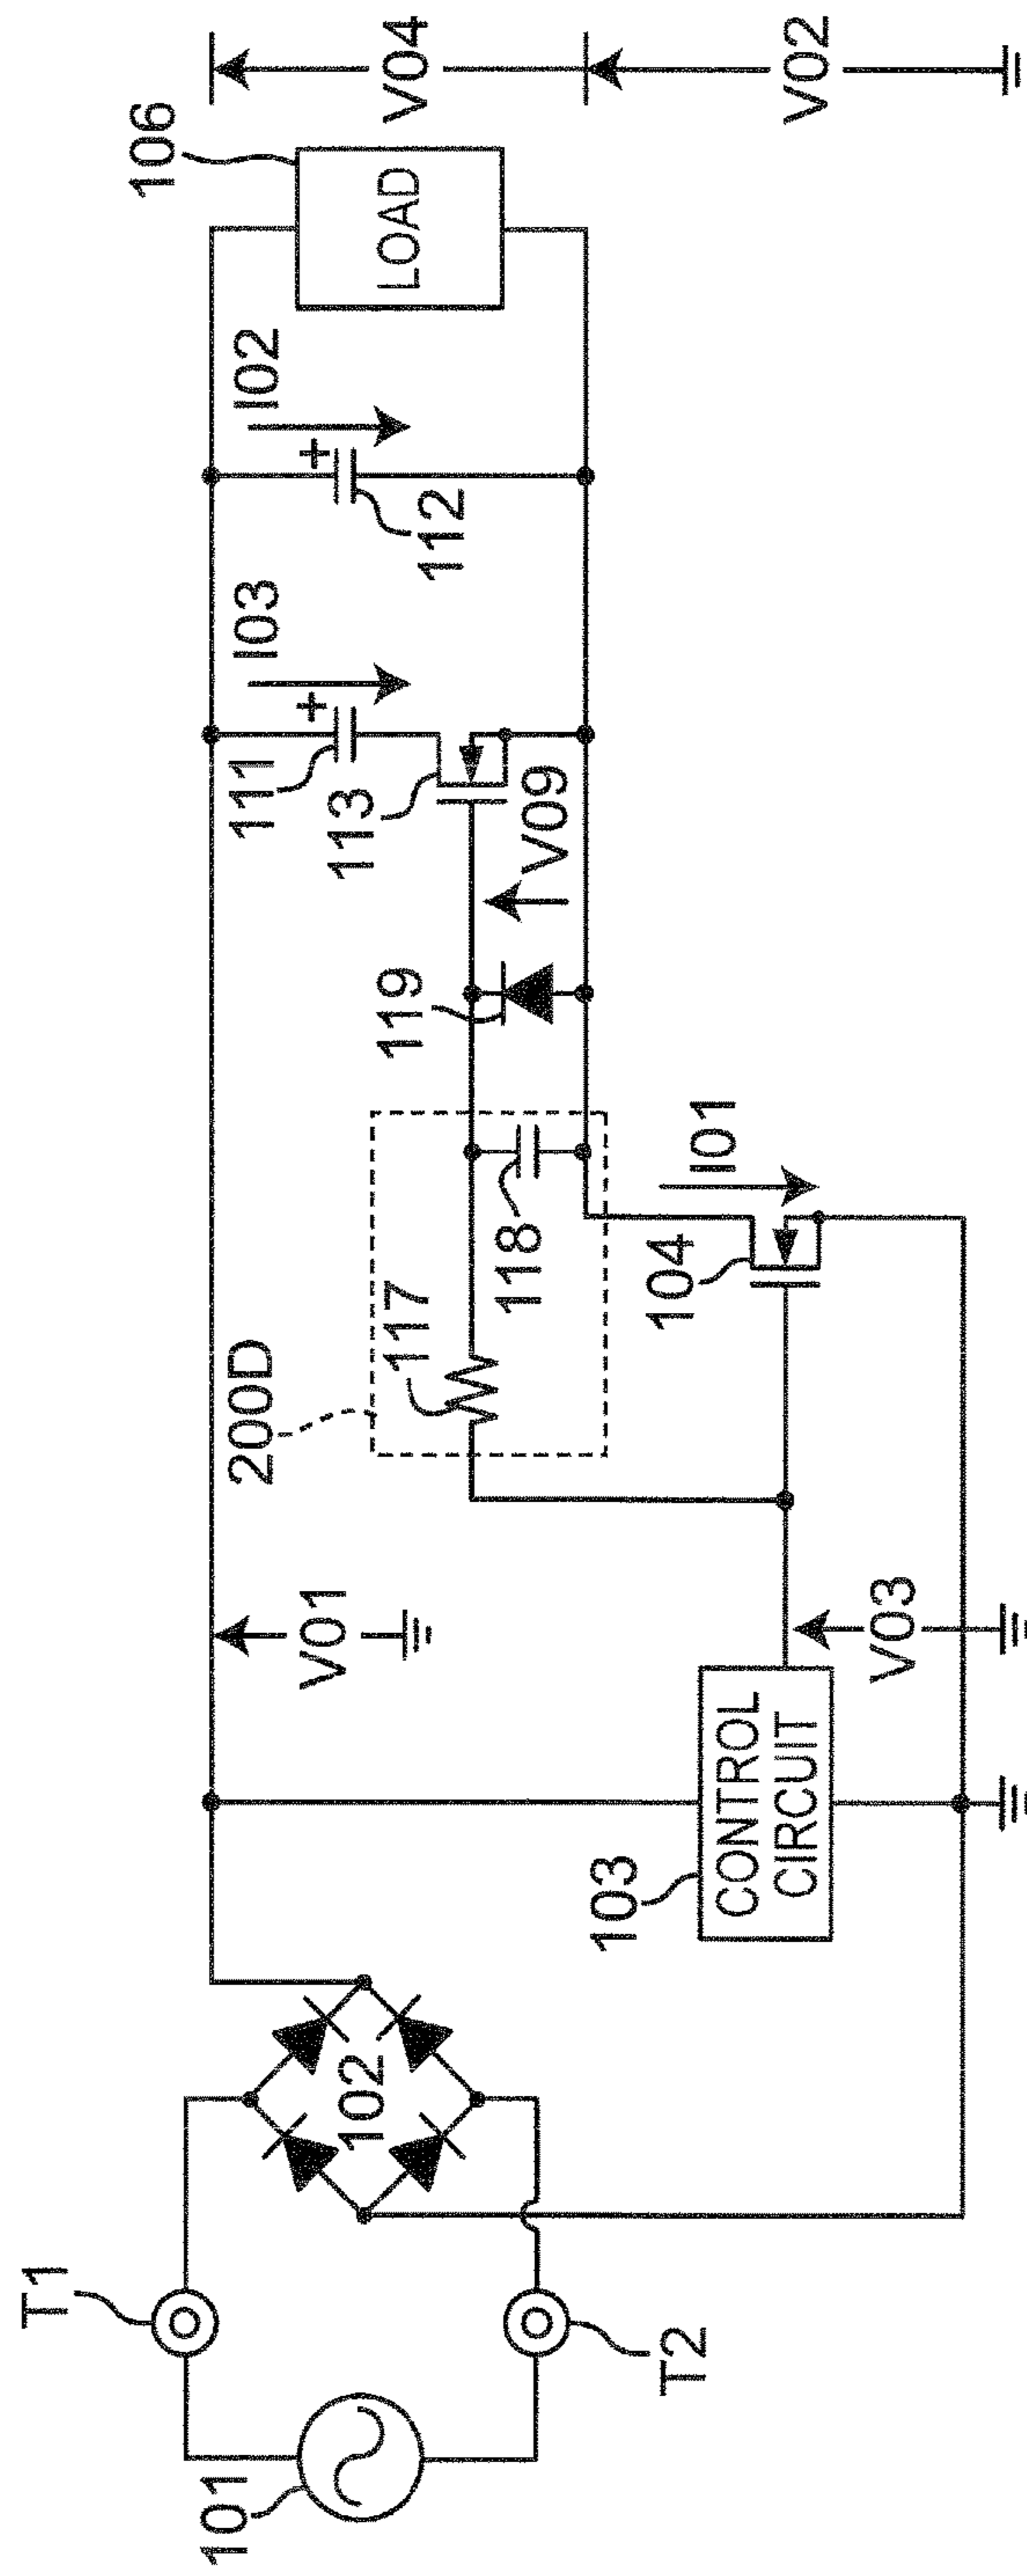 101
T1
T2
102
103
CONTROL
CIRCUIT
V01
V03
200D
117
118
104
I01
119
V09
113
111
I03
112
I02
106
LOAD
V04
V02
+
+